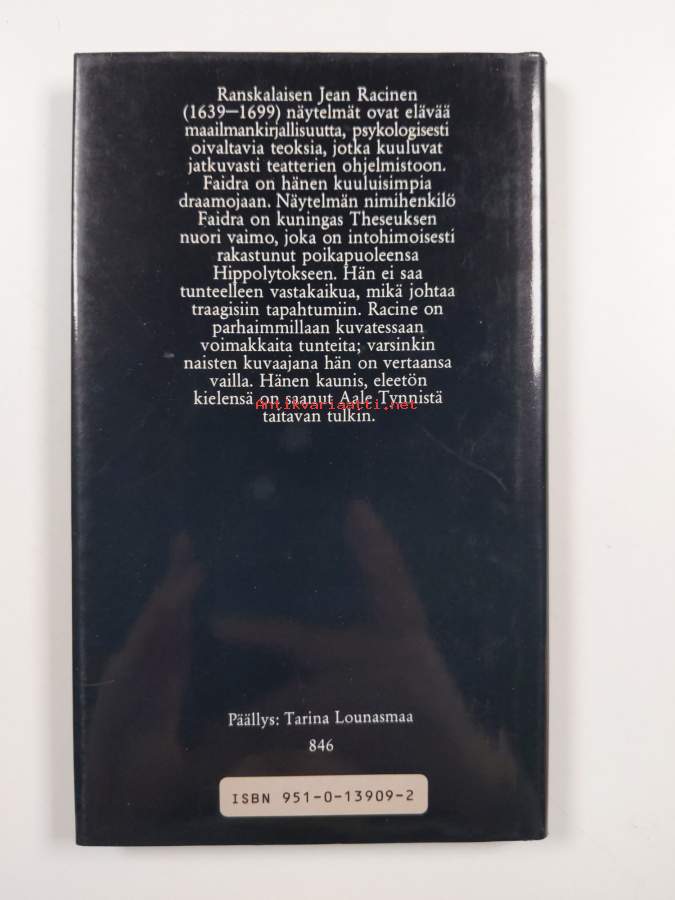 Ranskalaisen Jean Racinen
(1639—1699) näytelmät ovat elävää
maailmankirjallisuutta, psykologisesti
oivaltavia teoksia, jotka kuuluvat
jatkuvasti teatterien ohjelmistoon.
Faidra on hänen kuuluisimpia
draamojaan. Näytelmän nimihenkilö
Faidra on kuningas Theseuksen
nuori vaimo, joka on intohimoisesti
rakastunut poikapuoleensa
Hippolytokseen. Hän ei saa
tunteelleen vastakaikua, mikä johtaa
traagisiin tapahtumiin. Racine on
parhaimmillaan kuvatessaan
voimakkaita tunteita; varsinkin
naisten kuvaajana hän on vertaansa
vailla. Hänen kaunis, eleetön
kielensä on saanut Aale Tynnistä
Antikvariaatti.net
taitavan tulkin.
Päällys: Tarina Lounasmaa
846
ISBN 951-0-13909-2